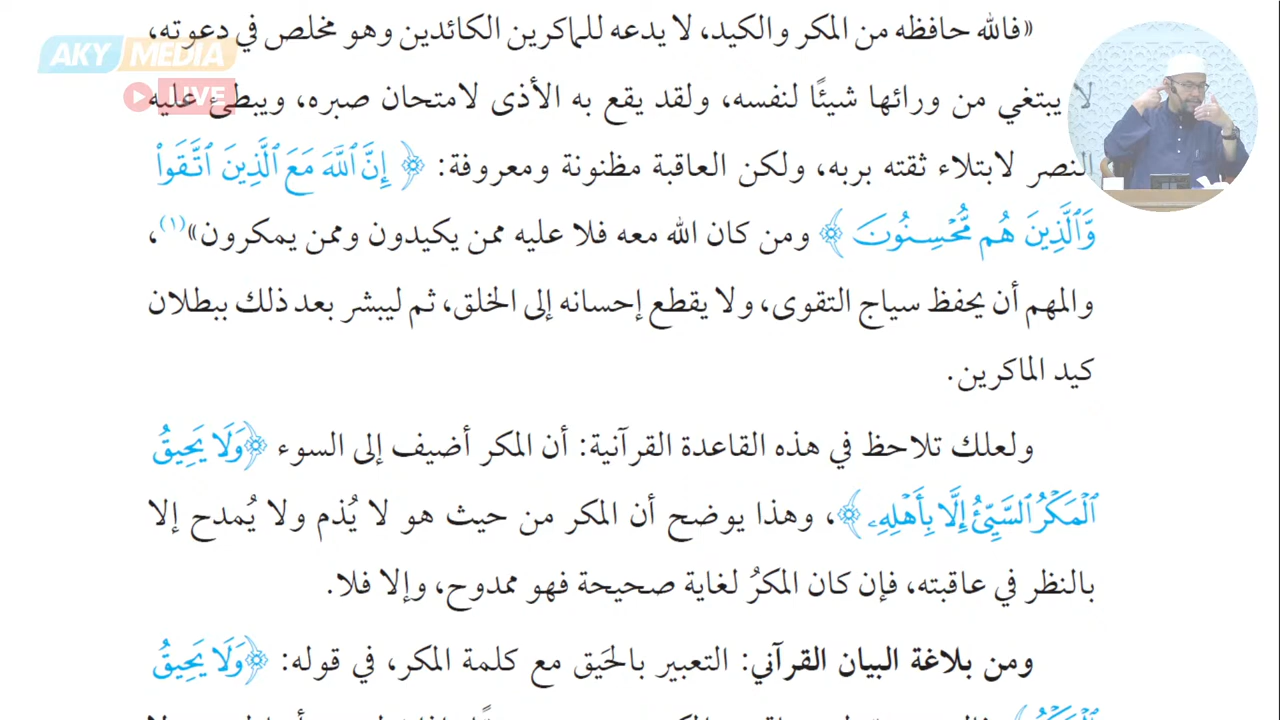 AKY MEDIA
LIVE
«فالله حافظه من المكر والكيد، لا يدعه للماكرين الكائدين وهو مخلص في دعوته،
لا يبتغي من ورائها شيئًا لنفسه، ولقد يقع به الأذى لامتحان صبره، ويبطئ عليه
النصر لابتلاء ثقته بربه، ولكن العاقبة مظنونة ومعروفة: ﴿إِنَّ ٱللَّهَ مَعَ ٱلَّذِينَ ٱتَّقَوا۟
وَّٱلَّذِينَ هُم مُّحْسِنُونَ﴾ ومن كان الله معه فلا عليه ممن يكيدون وممن يمكرون»(١)،
والمهم أن يحفظ سياج التقوى، ولا يقطع إحسانه إلى الخلق، ثم ليبشر بعد ذلك ببطلان
كيد الماكرين.
ولعلك تلاحظ في هذه القاعدة القرآنية: أن المكر أضيف إلى السوء ﴿وَلَا يَحِيقُ
ٱلْمَكْرُ ٱلسَّيِّئُ إِلَّا بِأَهْلِهِۦ﴾، وهذا يوضح أن المكر من حيث هو لا يُذم ولا يُمدح إلا
بالنظر في عاقبته، فإن كان المكرُ لغاية صحيحة فهو ممدوح، وإلا فلا.
ومن بلاغة البيان القرآني: التعبير بالحَيق مع كلمة المكر، في قوله: ﴿وَلَا يَحِيقُ